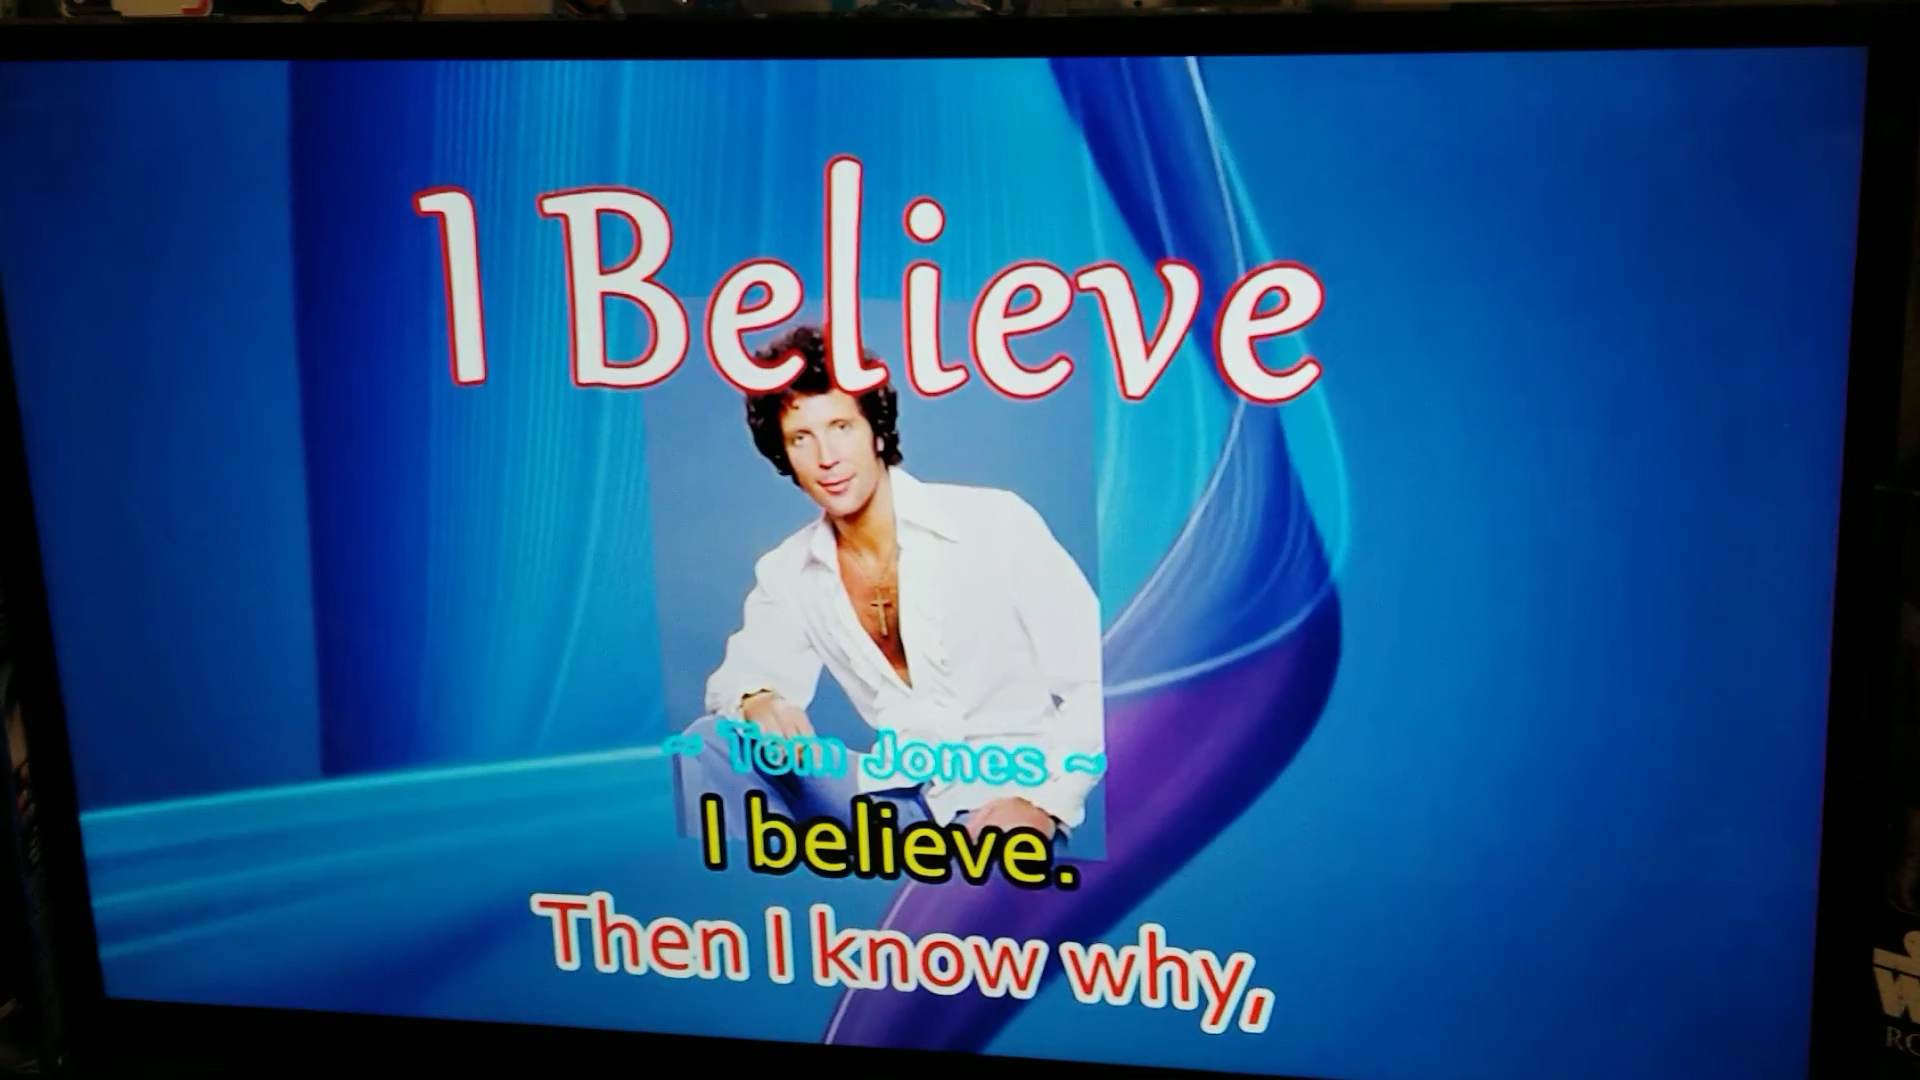 I Believe
~ Tom Jones ~
I believe.
Then I know why,